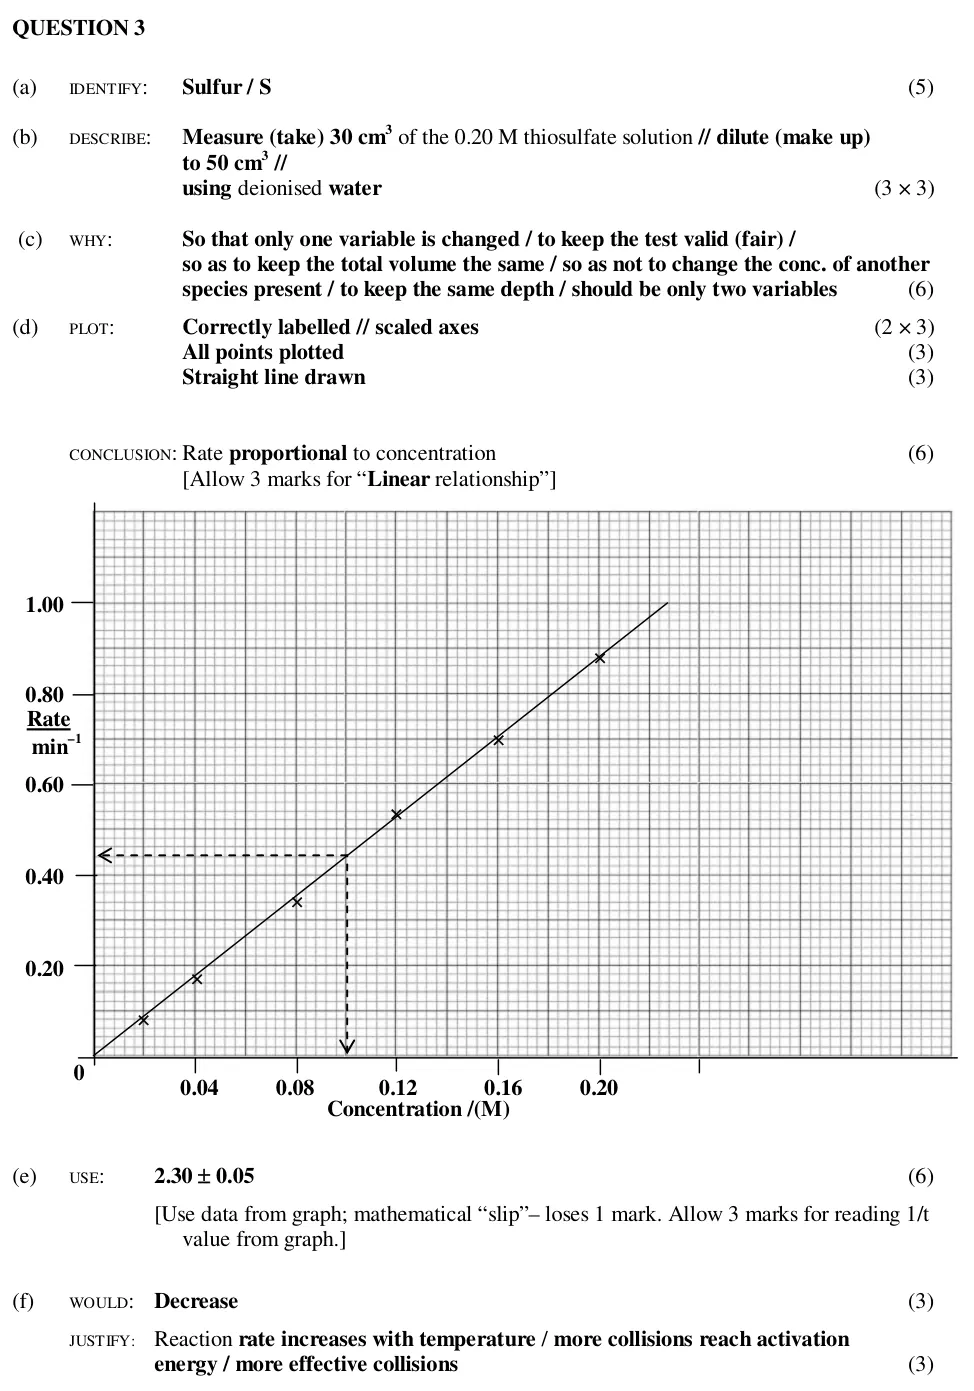 QUESTION 3
(a) IDENTIFY: Sulfur / S (5)
(b) DESCRIBE: Measure (take) 30 cm³ of the 0.20 M thiosulfate solution // dilute (make up)
to 50 cm³ //
using deionised water (3 × 3)
(c) WHY: So that only one variable is changed / to keep the test valid (fair) /
so as to keep the total volume the same / so as not to change the conc. of another
species present / to keep the same depth / should be only two variables (6)
(d) PLOT: Correctly labelled // scaled axes (2 × 3)
All points plotted (3)
Straight line drawn (3)
CONCLUSION: Rate proportional to concentration (6)
[Allow 3 marks for “Linear relationship”]
1.00
0.80
Rate
min⁻¹
0.60
0.40
0.20
0
0.04 0.08 0.12 0.16 0.20
Concentration /(M)
(e) USE: 2.30 ± 0.05 (6)
[Use data from graph; mathematical “slip”– loses 1 mark. Allow 3 marks for reading 1/t
value from graph.]
(f) WOULD: Decrease (3)
JUSTIFY: Reaction rate increases with temperature / more collisions reach activation
energy / more effective collisions (3)